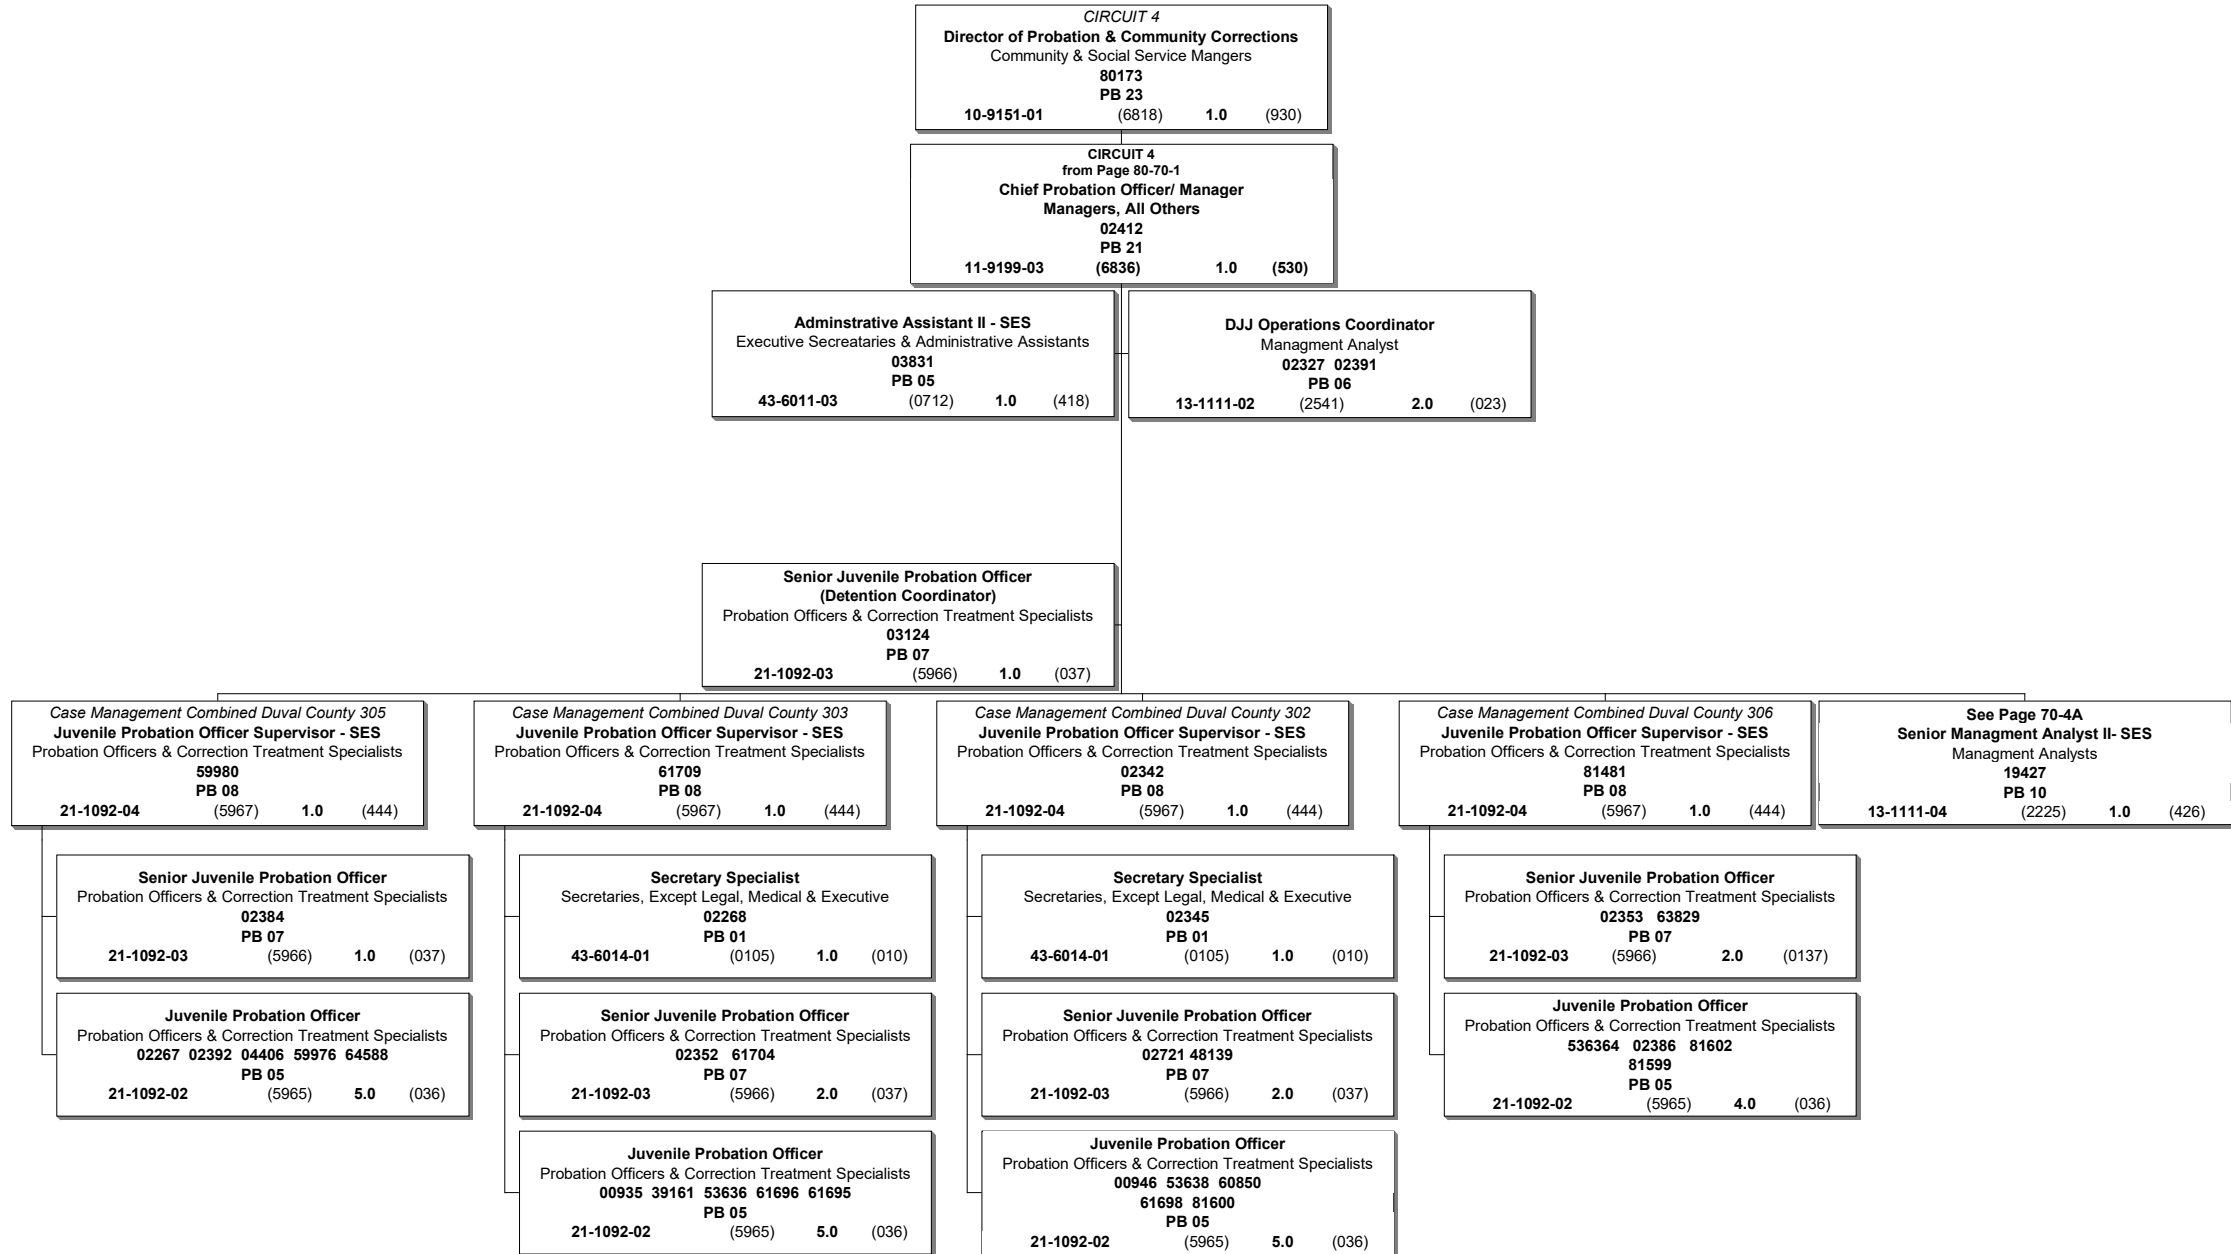 CIRCUIT 4
Director of Probation & Community Corrections
Community & Social Service Mangers
80173
PB 23
10-9151-01 (6818) 1.0 (930)
CIRCUIT 4
from Page 80-70-1
Chief Probation Officer/ Manager
Managers, All Others
02412
PB 21
11-9199-03 (6836) 1.0 (530)
Adminstrative Assistant II - SES
Executive Secreataries & Administrative Assistants
03831
PB 05
43-6011-03 (0712) 1.0 (418)
DJJ Operations Coordinator
Managment Analyst
02327 02391
PB 06
13-1111-02 (2541) 2.0 (023)
Senior Juvenile Probation Officer
(Detention Coordinator)
Probation Officers & Correction Treatment Specialists
03124
PB 07
21-1092-03 (5966) 1.0 (037)
Case Management Combined Duval County 305
Juvenile Probation Officer Supervisor - SES
Probation Officers & Correction Treatment Specialists
59980
PB 08
21-1092-04 (5967) 1.0 (444)
Senior Juvenile Probation Officer
Probation Officers & Correction Treatment Specialists
02384
PB 07
21-1092-03 (5966) 1.0 (037)
Juvenile Probation Officer
Probation Officers & Correction Treatment Specialists
02267 02392 04406 59976 64588
PB 05
21-1092-02 (5965) 5.0 (036)
Case Management Combined Duval County 303
Juvenile Probation Officer Supervisor - SES
Probation Officers & Correction Treatment Specialists
61709
PB 08
21-1092-04 (5967) 1.0 (444)
Secretary Specialist
Secretaries, Except Legal, Medical & Executive
02268
PB 01
43-6014-01 (0105) 1.0 (010)
Senior Juvenile Probation Officer
Probation Officers & Correction Treatment Specialists
02352 61704
PB 07
21-1092-03 (5966) 2.0 (037)
Juvenile Probation Officer
Probation Officers & Correction Treatment Specialists
00935 39161 53636 61696 61695
PB 05
21-1092-02 (5965) 5.0 (036)
Case Management Combined Duval County 302
Juvenile Probation Officer Supervisor - SES
Probation Officers & Correction Treatment Specialists
02342
PB 08
21-1092-04 (5967) 1.0 (444)
Secretary Specialist
Secretaries, Except Legal, Medical & Executive
02345
PB 01
43-6014-01 (0105) 1.0 (010)
Senior Juvenile Probation Officer
Probation Officers & Correction Treatment Specialists
02721 48139
PB 07
21-1092-03 (5966) 2.0 (037)
Juvenile Probation Officer
Probation Officers & Correction Treatment Specialists
00946 53638 60850
61698 81600
PB 05
21-1092-02 (5965) 5.0 (036)
Case Management Combined Duval County 306
Juvenile Probation Officer Supervisor - SES
Probation Officers & Correction Treatment Specialists
81481
PB 08
21-1092-04 (5967) 1.0 (444)
Senior Juvenile Probation Officer
Probation Officers & Correction Treatment Specialists
02353 63829
PB 07
21-1092-03 (5966) 2.0 (0137)
Juvenile Probation Officer
Probation Officers & Correction Treatment Specialists
536364 02386 81602
81599
PB 05
21-1092-02 (5965) 4.0 (036)
See Page 70-4A
Senior Managment Analyst II- SES
Managment Analysts
19427
PB 10
13-1111-04 (2225) 1.0 (426)